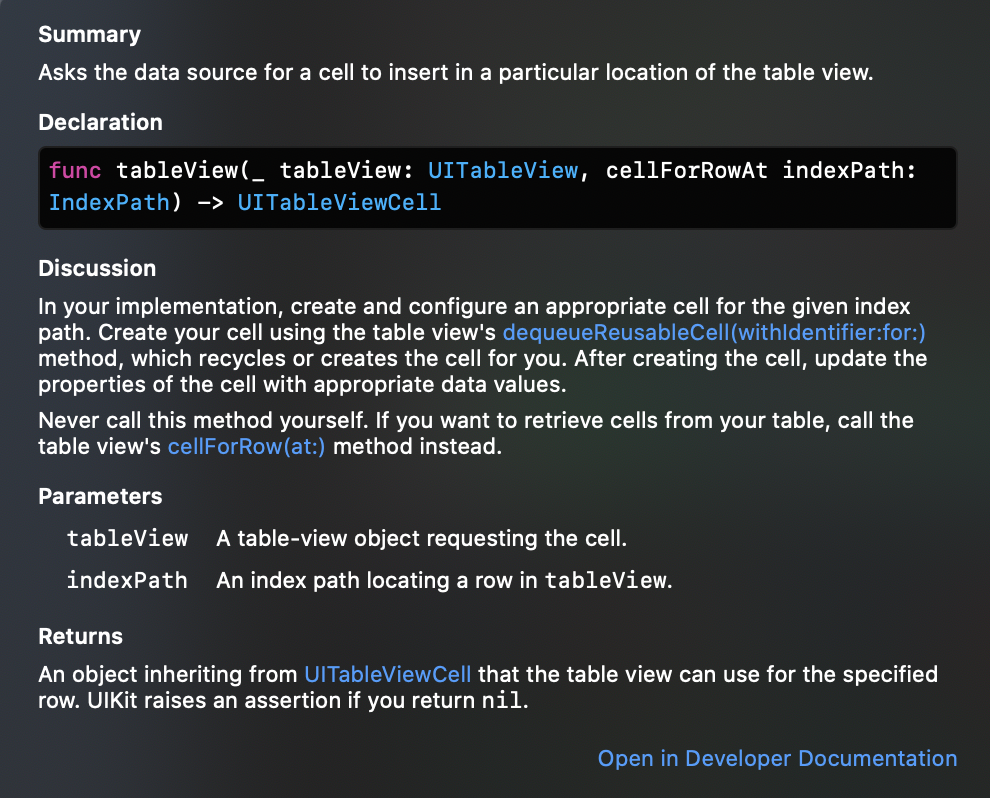 Summary
Asks the data source for a cell to insert in a particular location of the table view.
Declaration
func tableView(_ tableView: UITableView, cellForRowAt indexPath:
IndexPath) -> UITableViewCell
Discussion
In your implementation, create and configure an appropriate cell for the given index
path. Create your cell using the table view's dequeueReusableCell(withIdentifier:for:)
method, which recycles or creates the cell for you. After creating the cell, update the
properties of the cell with appropriate data values.
Never call this method yourself. If you want to retrieve cells from your table, call the
table view's cellForRow(at:) method instead.
Parameters
tableView A table-view object requesting the cell.
indexPath An index path locating a row in tableView.
Returns
An object inheriting from UITableViewCell that the table view can use for the specified
row. UIKit raises an assertion if you return nil.
Open in Developer Documentation